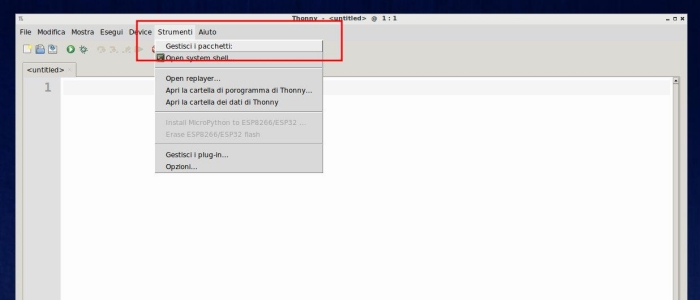 Thonny - <untitled> @ 1:1
File Modifica Mostra Esegui Device Strumenti Aiuto
Gestisci i pacchetti:
Open system shell...
<untitled>
Open replayer...
1
Apri la cartella di porogramma di Thonny...
Apri la cartella dei dati di Thonny
Install MicroPython to ESP8266/ESP32 ...
Erase ESP8266/ESP32 flash
Gestisci i plug-in...
Opzioni...